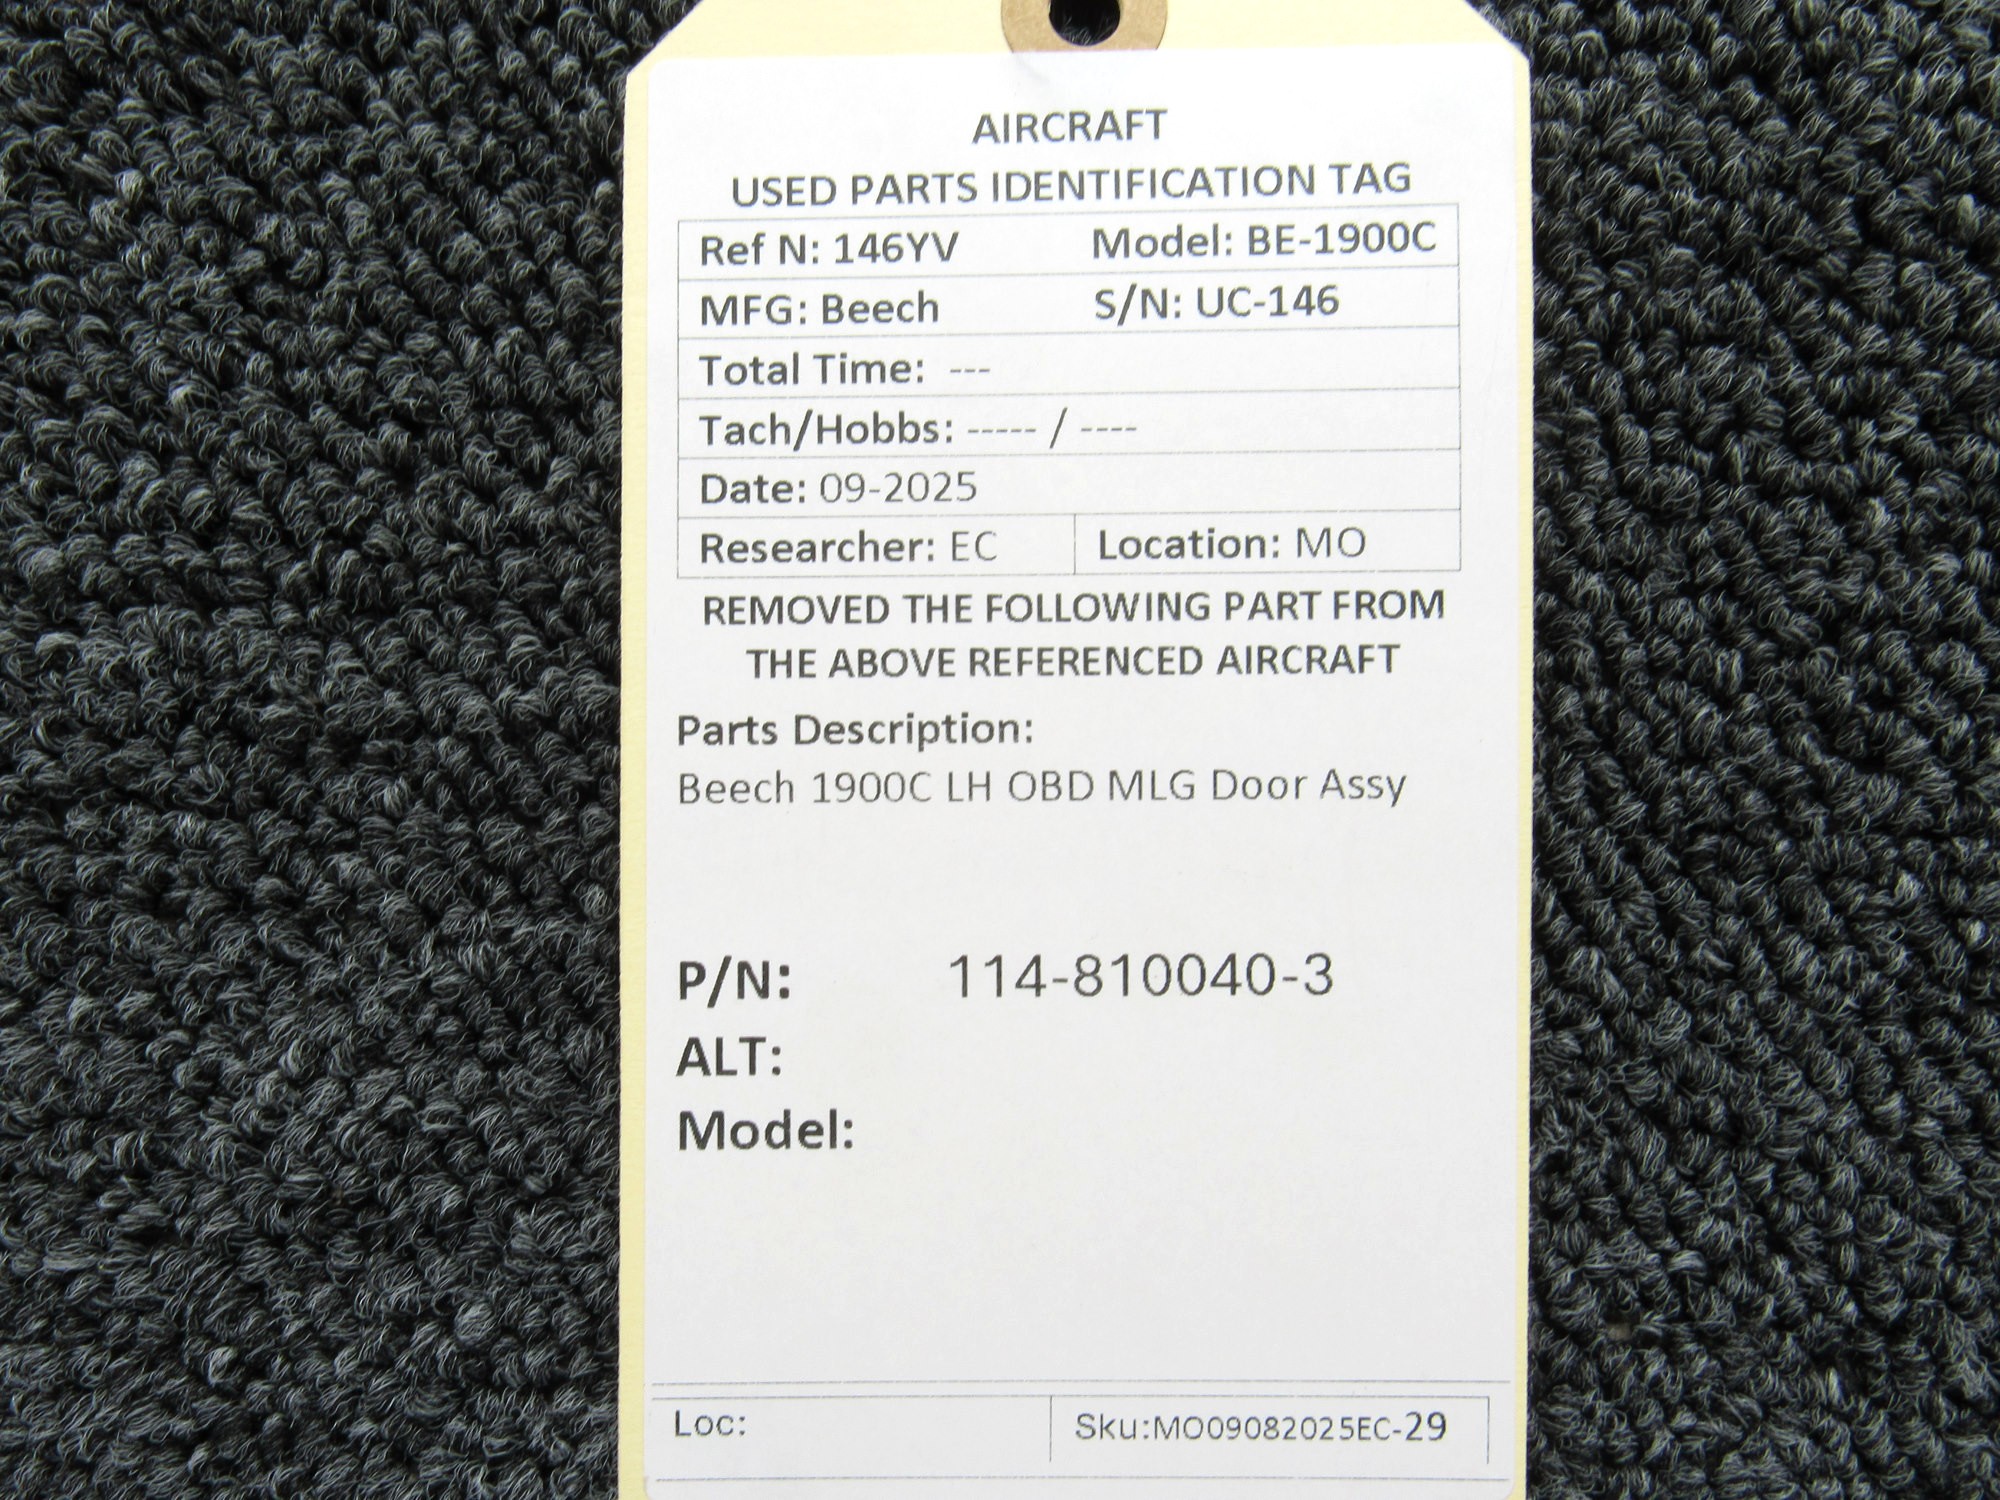 AIRCRAFT
USED PARTS IDENTIFICATION TAG
Ref N: 146YV Model: BE-1900C
MFG: Beech S/N: UC-146
Total Time: ---
Tach/Hobbs: ----- / ----
Date: 09-2025
Researcher: EC Location: MO
REMOVED THE FOLLOWING PART FROM
THE ABOVE REFERENCED AIRCRAFT
Parts Description:
Beech 1900C LH OBD MLG Door Assy
P/N: 114-810040-3
ALT:
Model:
Loc: Sku:MO09082025EC-29